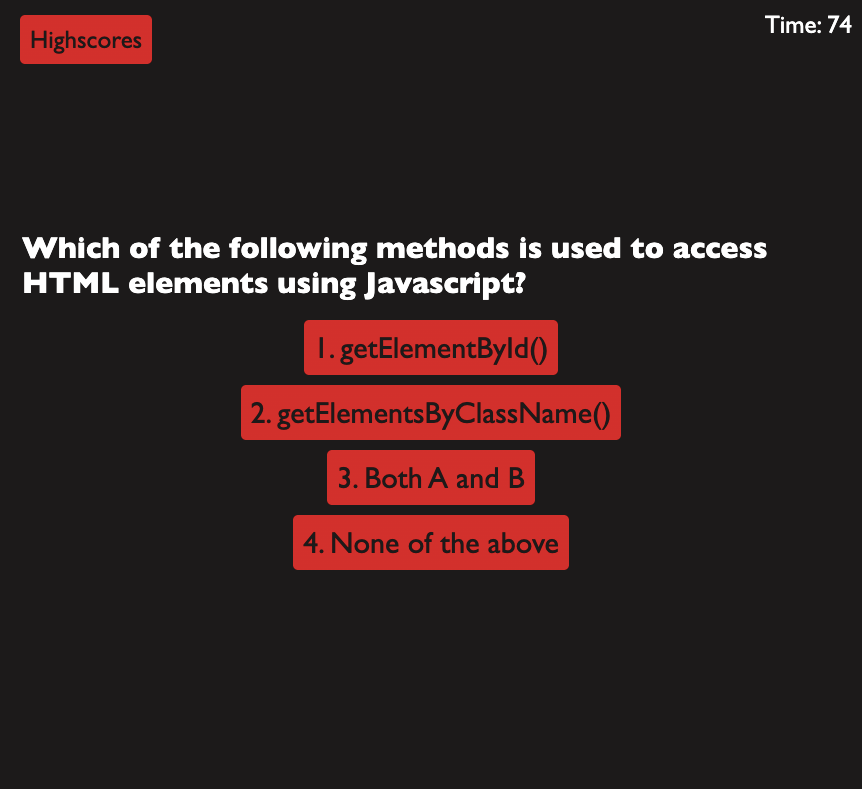 Highscores
Time: 74
Which of the following methods is used to access
HTML elements using Javascript?
1. getElementById()
2. getElementsByClassName()
3. Both A and B
4. None of the above